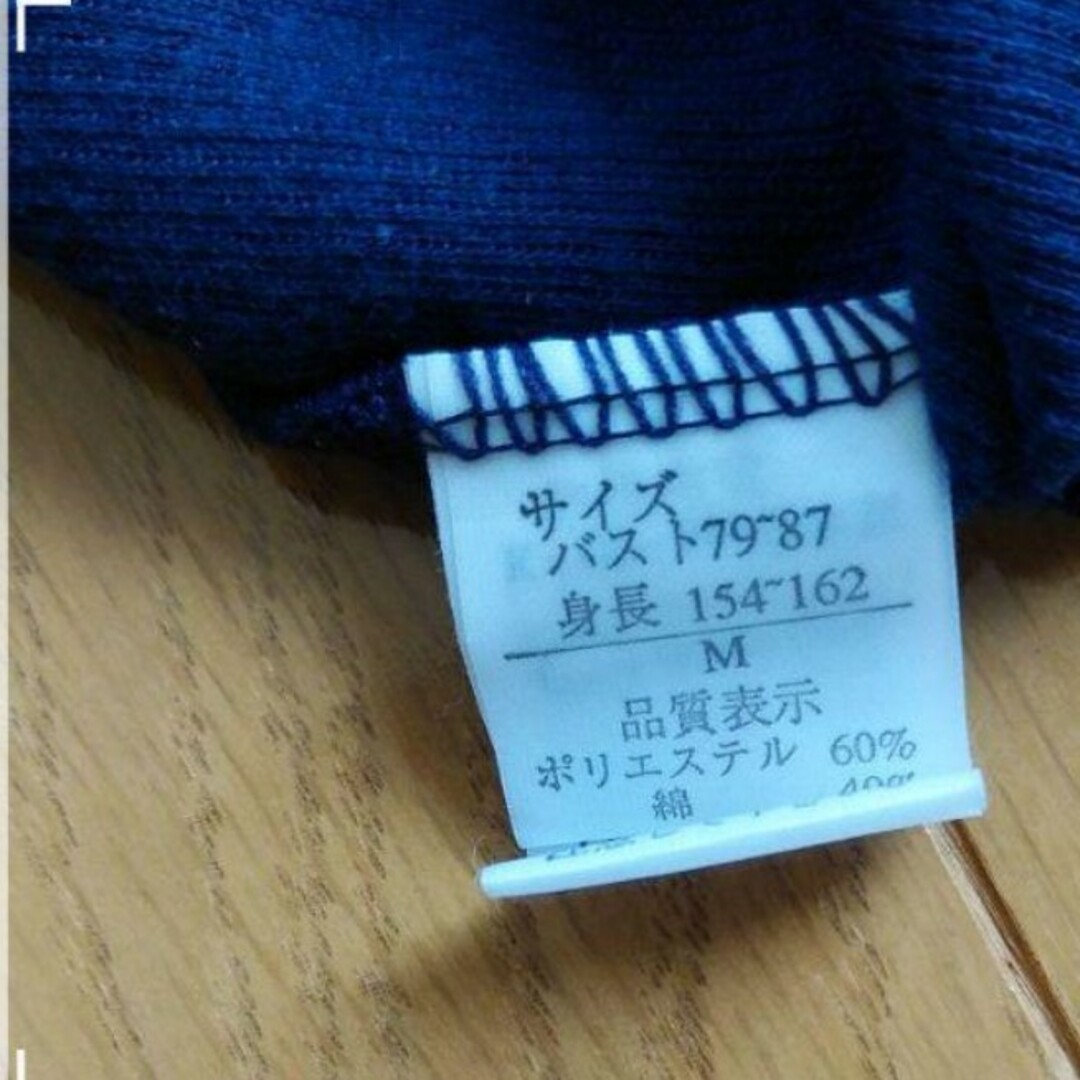 サイズ
バスト79~87
身長 154~162
M
品質表示
ポリエステル 60%
綿 40%